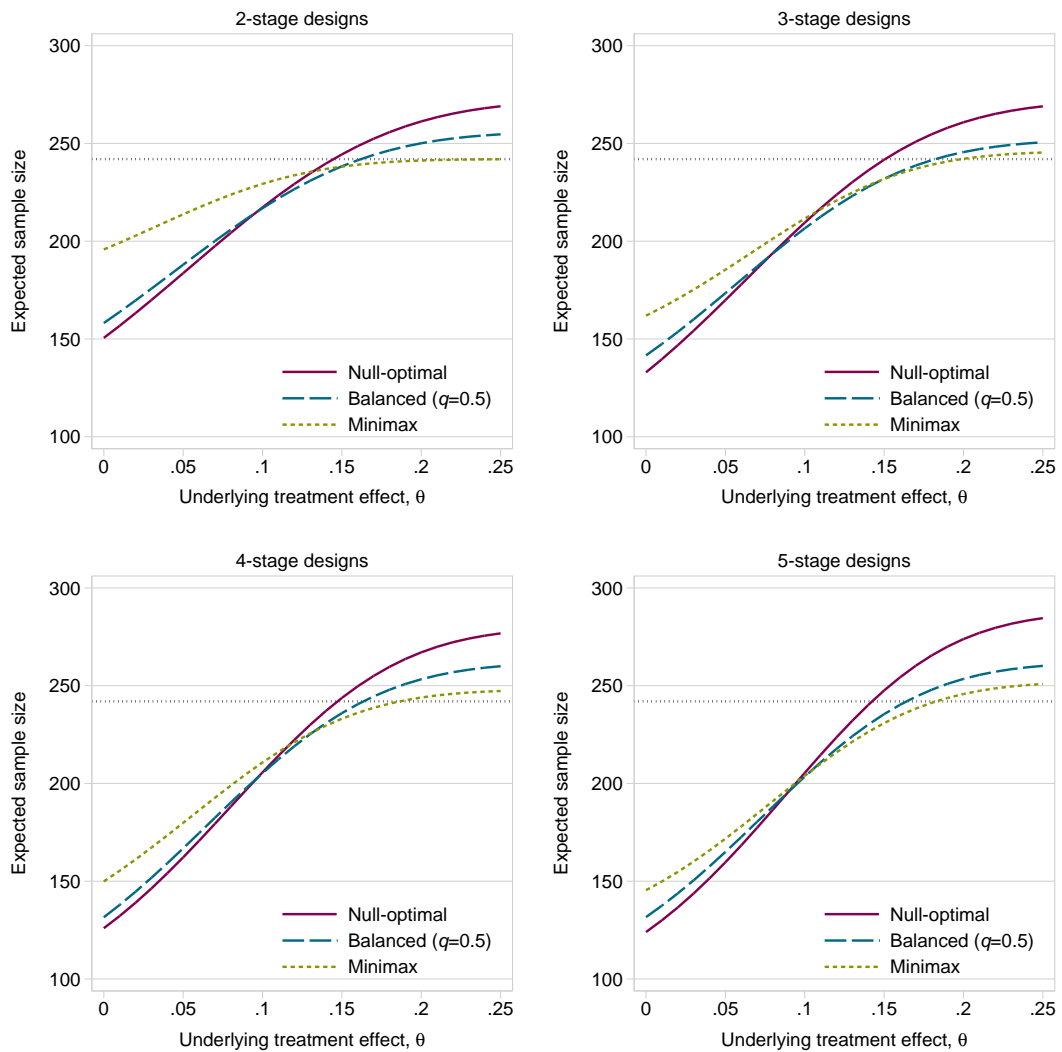 2-stage designs
300
250
200
150
100
Expected sample size
Null-optimal
Balanced (q=0.5)
Minimax
0 .05 .1 .15 .2 .25
Underlying treatment effect, θ
3-stage designs
300
250
200
150
100
Expected sample size
Null-optimal
Balanced (q=0.5)
Minimax
0 .05 .1 .15 .2 .25
Underlying treatment effect, θ
4-stage designs
300
250
200
150
100
Expected sample size
Null-optimal
Balanced (q=0.5)
Minimax
0 .05 .1 .15 .2 .25
Underlying treatment effect, θ
5-stage designs
300
250
200
150
100
Expected sample size
Null-optimal
Balanced (q=0.5)
Minimax
0 .05 .1 .15 .2 .25
Underlying treatment effect, θ